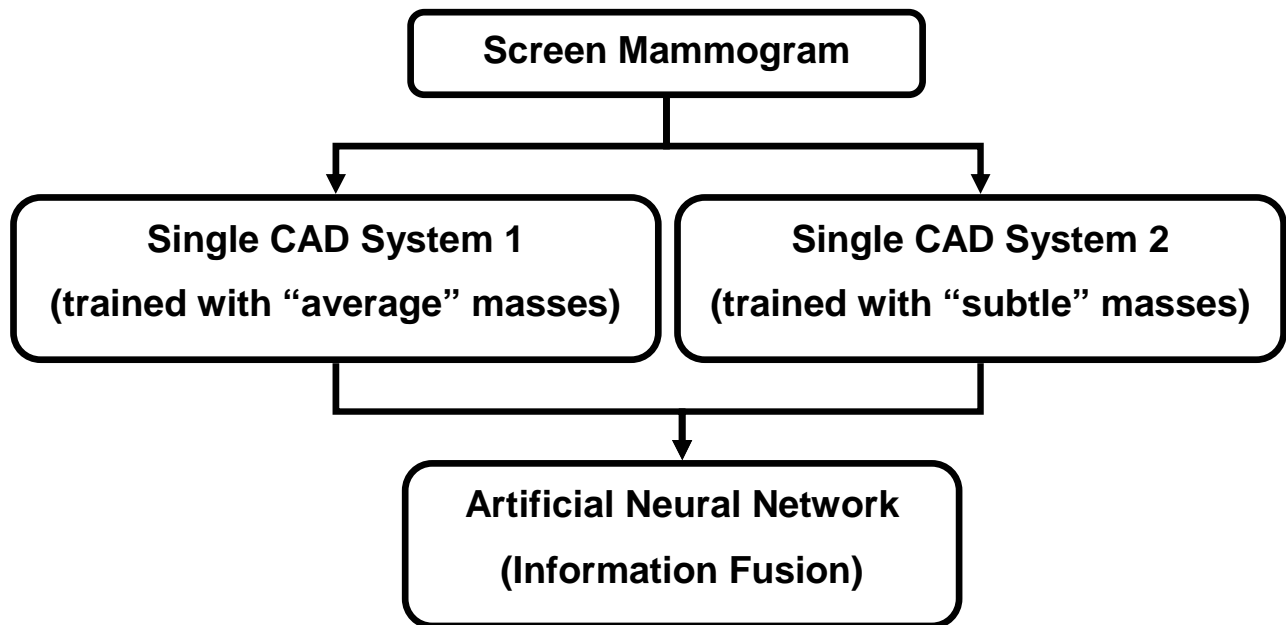 Screen Mammogram
Single CAD System 1
(trained with “average” masses)
Single CAD System 2
(trained with “subtle” masses)
Artificial Neural Network
(Information Fusion)